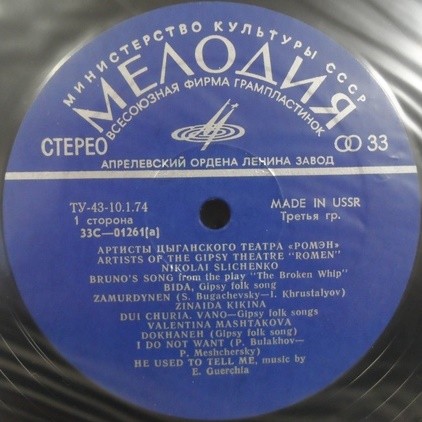 МИНИСТЕРСТВО КУЛЬТУРЫ СССР
МЕЛОДИЯ
ВСЕСОЮЗНАЯ ФИРМА ГРАМПЛАСТИНОК
СТЕРЕО
33
АПРЕЛЕВСКИЙ ОРДЕНА ЛЕНИНА ЗАВОД
ТУ-43-10.1.74
MADE IN USSR
1 сторона
Третья гр.
33С—01261(а)
АРТИСТЫ ЦЫГАНСКОГО ТЕАТРА «РОМЭН»
ARTISTS OF THE GIPSY THEATRE "ROMEN"
NIKOLAI SLICHENKO
BRUNO'S SONG from the play "The Broken Whip"
BIDA, Gipsy folk song
ZAMURDYNEN (S. Bugachevsky—I. Khrustalyov)
ZINAIDA KIKINA
DUI CHURIA. VANO—Gipsy folk songs
VALENTINA MASHTAKOVA
DOKHANEH (Gipsy folk song)
I DO NOT WANT (P. Bulakhov—
P. Meshchersky)
HE USED TO TELL ME, music by
E. Guerchia